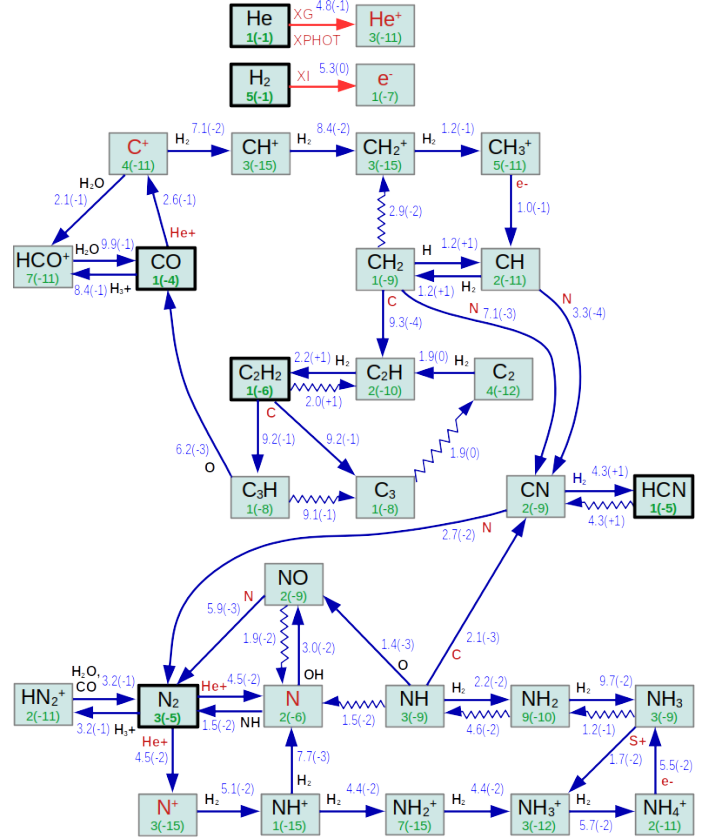 He
1(-1)
XG
4.8(-1)
XPHOT
He⁺
3(-11)
H₂
5(-1)
XI
5.3(0)
e⁻
1(-7)
C⁺
4(-11)
H₂
7.1(-2)
CH⁺
3(-15)
H₂
8.4(-2)
CH₂⁺
3(-15)
H₂
1.2(-1)
CH₃⁺
5(-11)
H₂O
2.1(-1)
2.6(-1)
He+
2.9(-2)
e-
1.0(-1)
HCO⁺
7(-11)
H₂O
9.9(-1)
8.4(-1)
H₃+
CO
1(-4)
CH₂
1(-9)
H
1.2(+1)
1.2(+1)
H₂
CH
2(-11)
C
9.3(-4)
N
7.1(-3)
N
3.3(-4)
C₂H₂
1(-6)
2.2(+1)
H₂
2.0(+1)
C₂H
2(-10)
1.9(0)
H₂
C₂
4(-12)
C
9.2(-1)
9.2(-1)
1.9(0)
6.2(-3)
O
C₃H
1(-8)
9.1(-1)
C₃
1(-8)
CN
2(-9)
H₂
4.3(+1)
4.3(+1)
HCN
1(-5)
2.7(-2)
N
NO
2(-9)
N
5.9(-3)
1.9(-2)
3.0(-2)
OH
1.4(-3)
O
2.1(-3)
C
HN₂⁺
2(-11)
H₂O,
CO
3.2(-1)
3.2(-1)
H₃+
N₂
3(-5)
He+
4.5(-2)
1.5(-2)
NH
N
2(-6)
1.5(-2)
NH
3(-9)
H₂
2.2(-2)
4.6(-2)
NH₂
9(-10)
H₂
9.7(-2)
1.2(-1)
NH₃
3(-9)
He+
4.5(-2)
7.7(-3)
H₂
S+
1.7(-2)
5.5(-2)
e-
N⁺
3(-15)
H₂
5.1(-2)
NH⁺
1(-15)
H₂
4.4(-2)
NH₂⁺
7(-15)
H₂
4.4(-2)
NH₃⁺
3(-12)
H₂
5.7(-2)
NH₄⁺
2(-11)